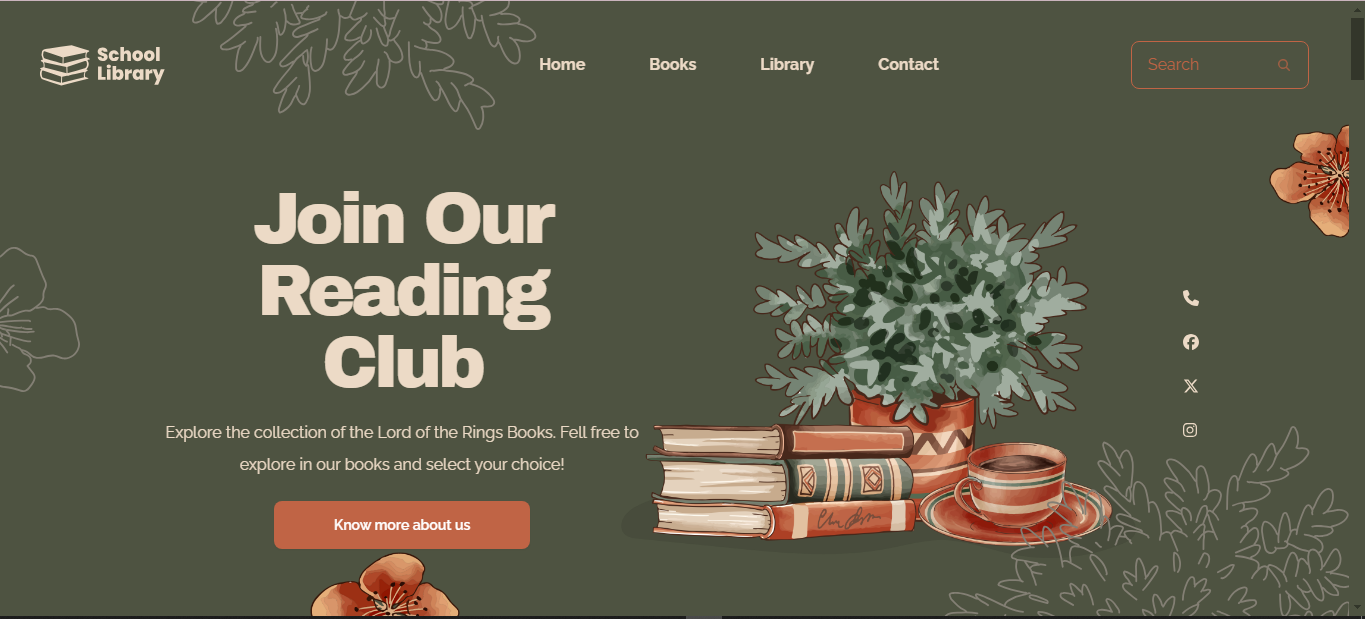 School
Library
Home
Books
Library
Contact
Search
Join Our
Reading
Club
Explore the collection of the Lord of the Rings Books. Fell free to
explore in our books and select your choice!
Know more about us